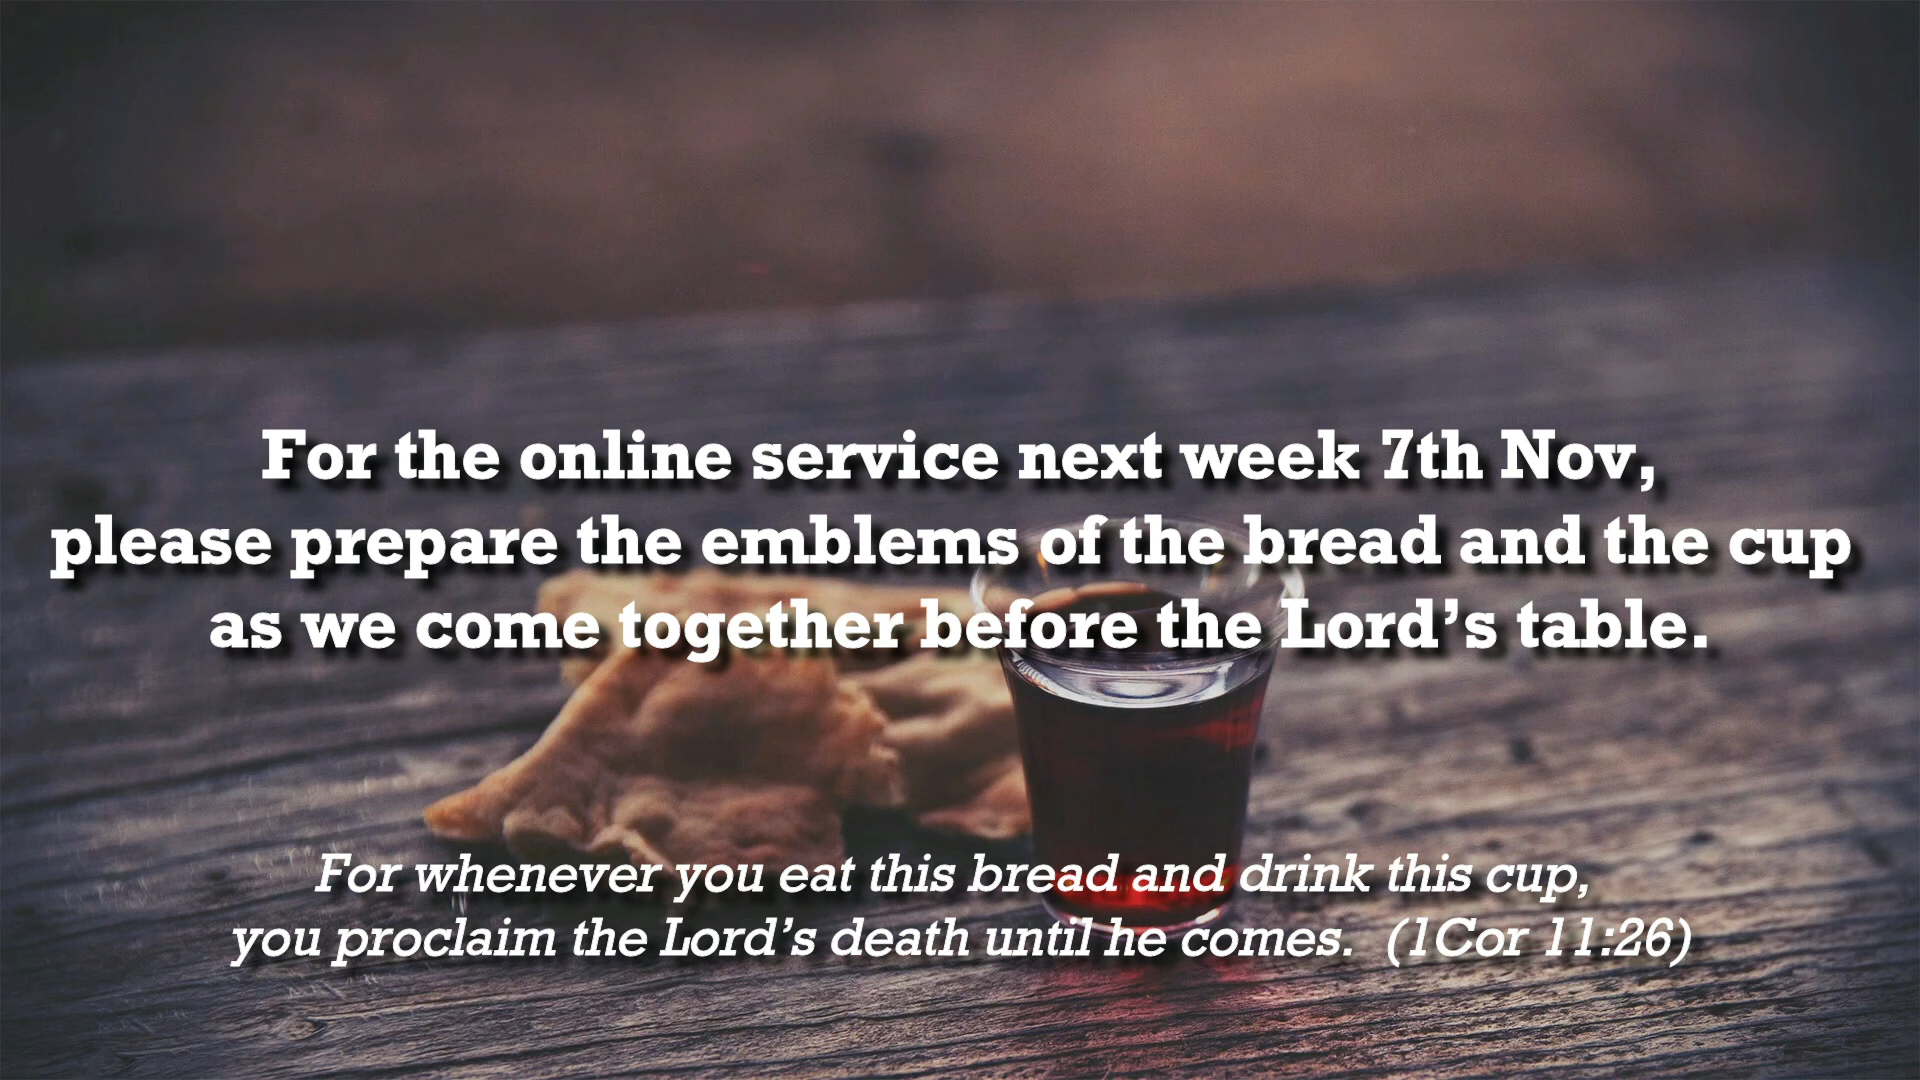 For the online service next week 7th Nov,
please prepare the emblems of the bread and the cup
as we come together before the Lord’s table.
For whenever you eat this bread and drink this cup,
you proclaim the Lord’s death until he comes.  (1Cor 11:26)